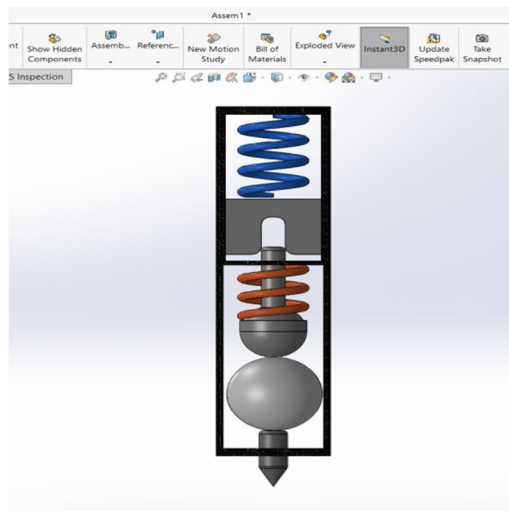 Assem1 *
nt
Show Hidden
Components
Assemb...
Referenc...
New Motion
Study
Bill of
Materials
Exploded View
Instant3D
Update
Speedpak
Take
Snapshot
S Inspection